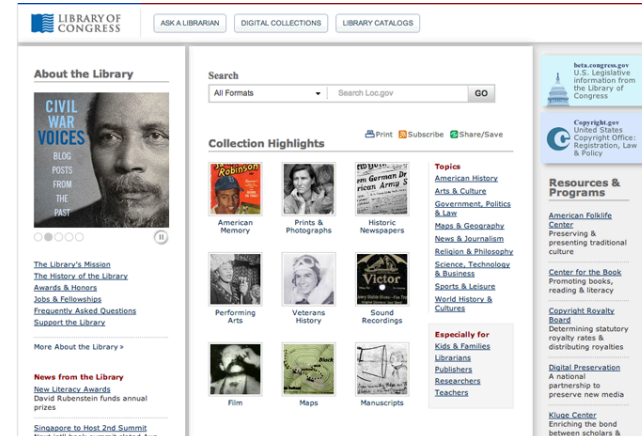 LIBRARY OF
CONGRESS
ASK A LIBRARIAN
DIGITAL COLLECTIONS
LIBRARY CATALOGS
About the Library
CIVIL
WAR
VOICES
BLOG
POSTS
FROM
THE
PAST
The Library's Mission
The History of the Library
Awards & Honors
Jobs & Fellowships
Frequently Asked Questions
Support the Library
More About the Library »
News from the Library
New Literacy Awards
David Rubenstein funds annual
prizes
Singapore to Host 2nd Summit
Search
All Formats
Search Loc.gov
GO
Print
Subscribe
Share/Save
Collection Highlights
Robinson
American
Memory
Prints &
Photographs
Historic
Newspapers
Performing
Arts
Veterans
History
Victor
Sound
Recordings
Film
Maps
Manuscripts
Topics
American History
Arts & Culture
Government, Politics
& Law
Maps & Geography
News & Journalism
Religion & Philosophy
Science, Technology
& Business
Sports & Leisure
World History &
Cultures
Especially for
Kids & Families
Librarians
Publishers
Researchers
Teachers
beta.congress.gov
U.S. Legislative
information from
the Library of
Congress
Copyright.gov
United States
Copyright Office:
Registration, Law
& Policy
Resources &
Programs
American Folklife
Center
Preserving &
presenting traditional
culture
Center for the Book
Promoting books,
reading & literacy
Copyright Royalty
Board
Determining statutory
royalty rates &
distributing royalties
Digital Preservation
A national
partnership to
preserve new media
Kluge Center
Enriching the bond
between scholars &